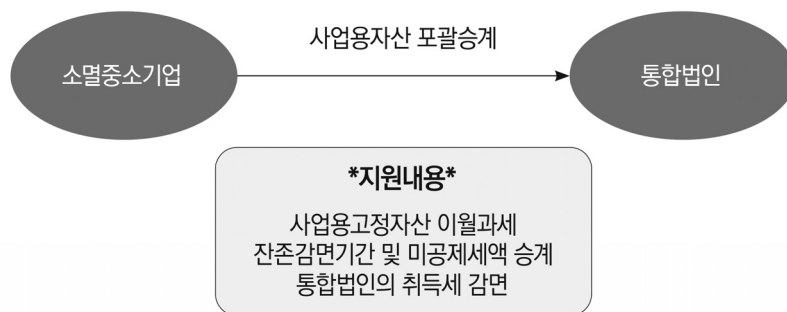 사업용자산 포괄승계
소멸중소기업
통합법인
*지원내용*
사업용고정자산 이월과세
잔존감면기간 및 미공제세액 승계
통합법인의 취득세 감면